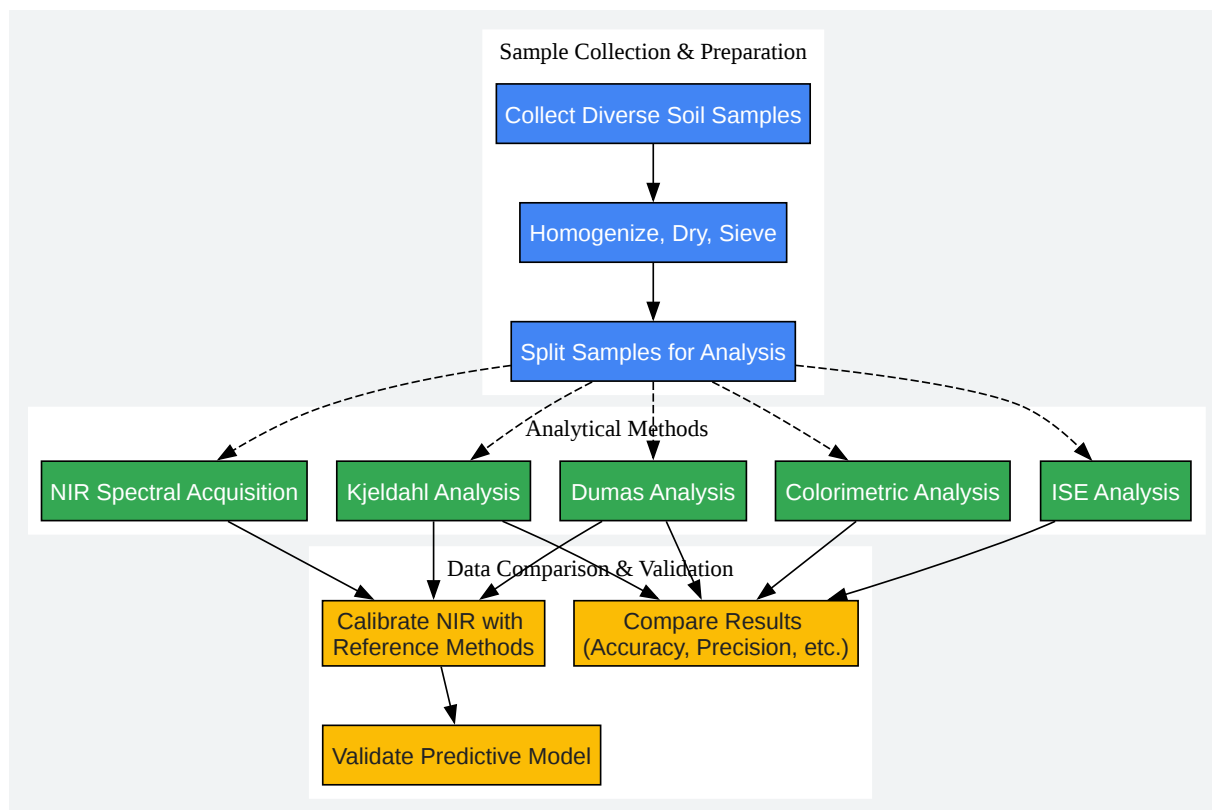 Sample Collection & Preparation
Collect Diverse Soil Samples
Homogenize, Dry, Sieve
Split Samples for Analysis
Analytical Methods
NIR Spectral Acquisition
Kjeldahl Analysis
Dumas Analysis
Colorimetric Analysis
ISE Analysis
Data Comparison & Validation
Calibrate NIR with
Reference Methods
Compare Results
(Accuracy, Precision, etc.)
Validate Predictive Model